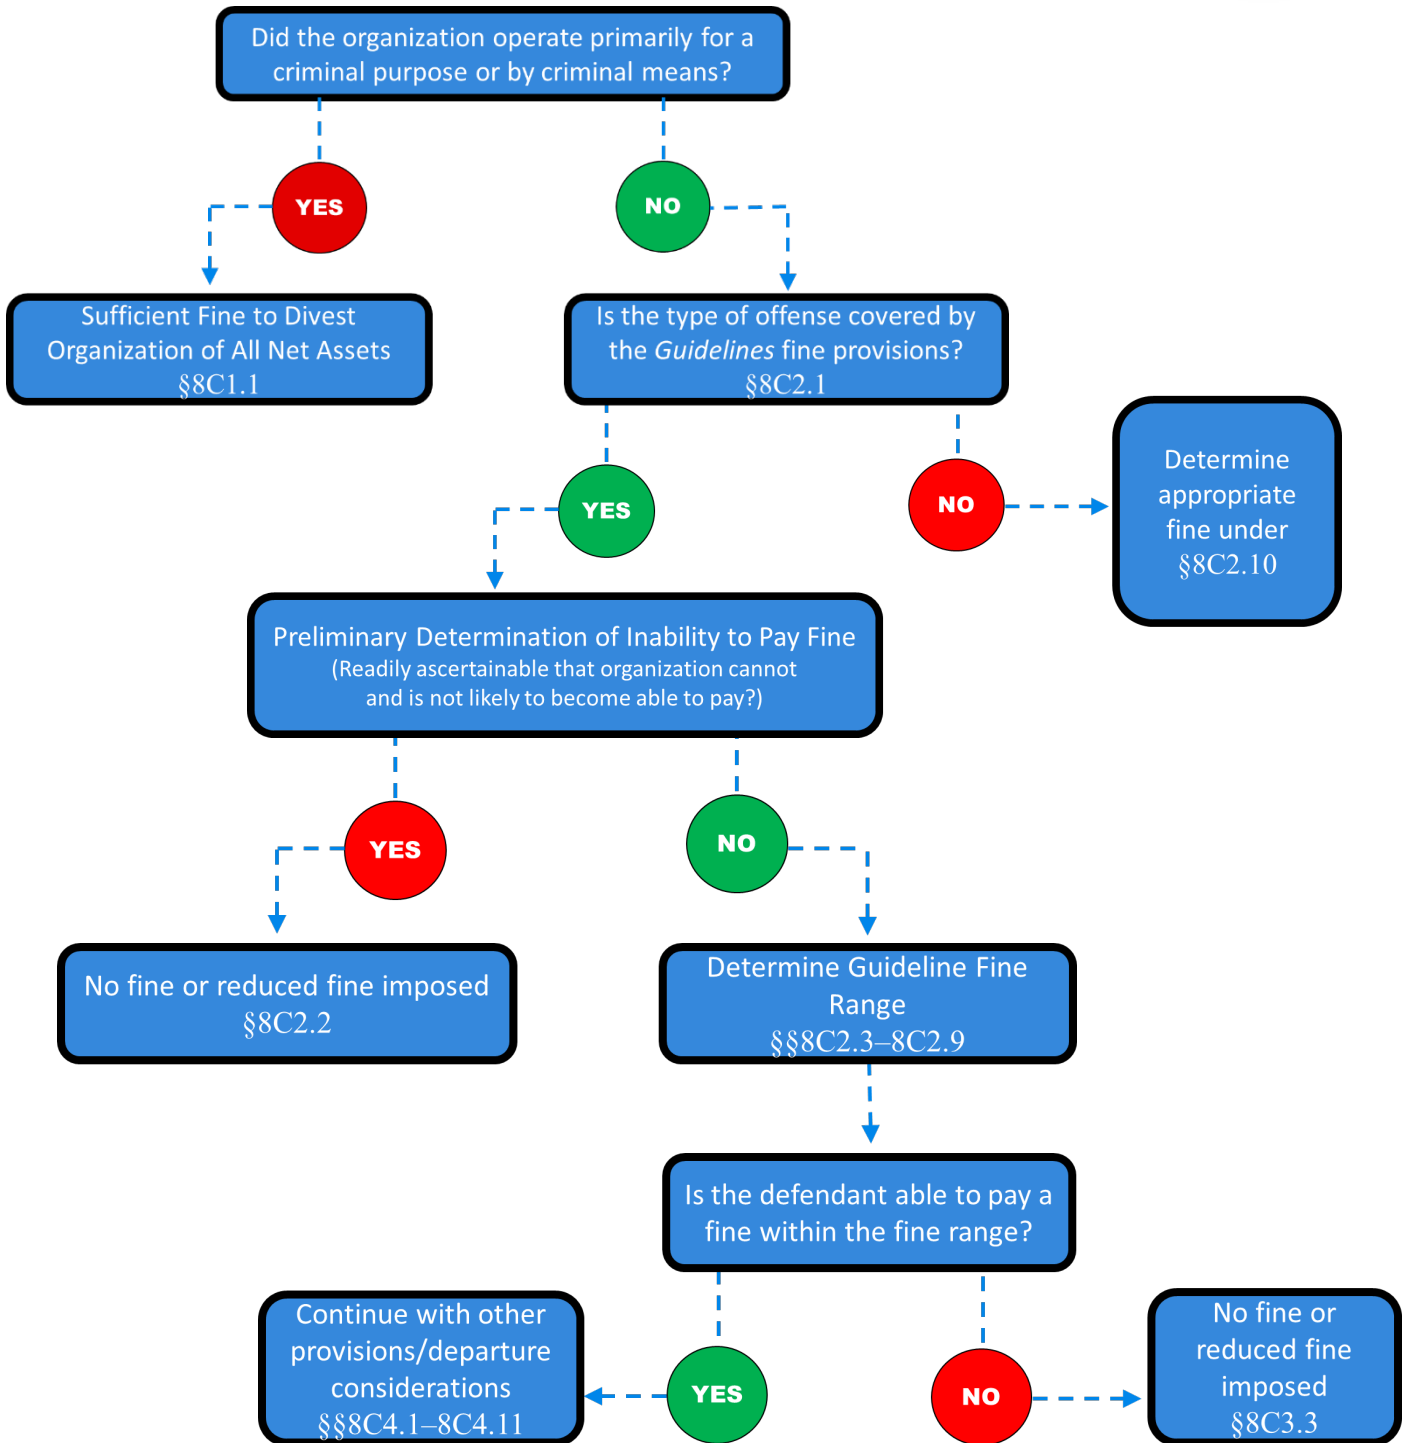 Did the organization operate primarily for a
criminal purpose or by criminal means?
YES
NO
Sufficient Fine to Divest
Organization of All Net Assets
§8C1.1
Is the type of offense covered by
the Guidelines fine provisions?
§8C2.1
YES
NO
Determine
appropriate
fine under
§8C2.10
Preliminary Determination of Inability to Pay Fine
(Readily ascertainable that organization cannot
and is not likely to become able to pay?)
YES
NO
No fine or reduced fine imposed
§8C2.2
Determine Guideline Fine
Range
§§8C2.3–8C2.9
Is the defendant able to pay a
fine within the fine range?
YES
NO
Continue with other
provisions/departure
considerations
§§8C4.1–8C4.11
No fine or
reduced fine
imposed
§8C3.3